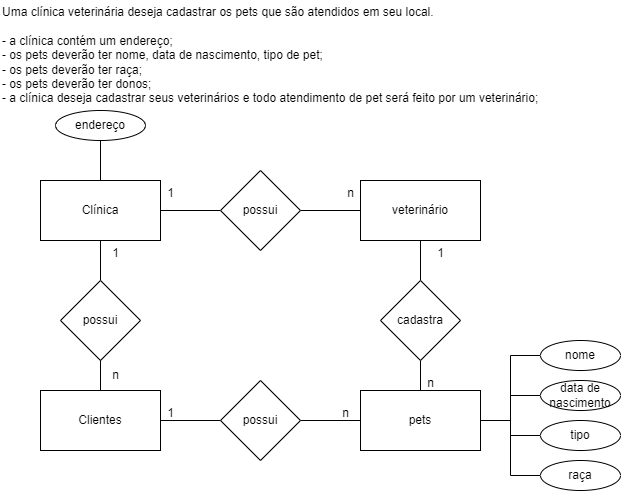 Uma clínica veterinária deseja cadastrar os pets que são atendidos em seu local.
- a clínica contém um endereço;
- os pets deverão ter nome, data de nascimento, tipo de pet;
- os pets deverão ter raça;
- os pets deverão ter donos;
- a clínica deseja cadastrar seus veterinários e todo atendimento de pet será feito por um veterinário;
endereço
Clínica
1
possui
n
veterinário
1
1
possui
cadastra
n
n
Clientes
1
possui
n
pets
nome
data de
nascimento
tipo
raça